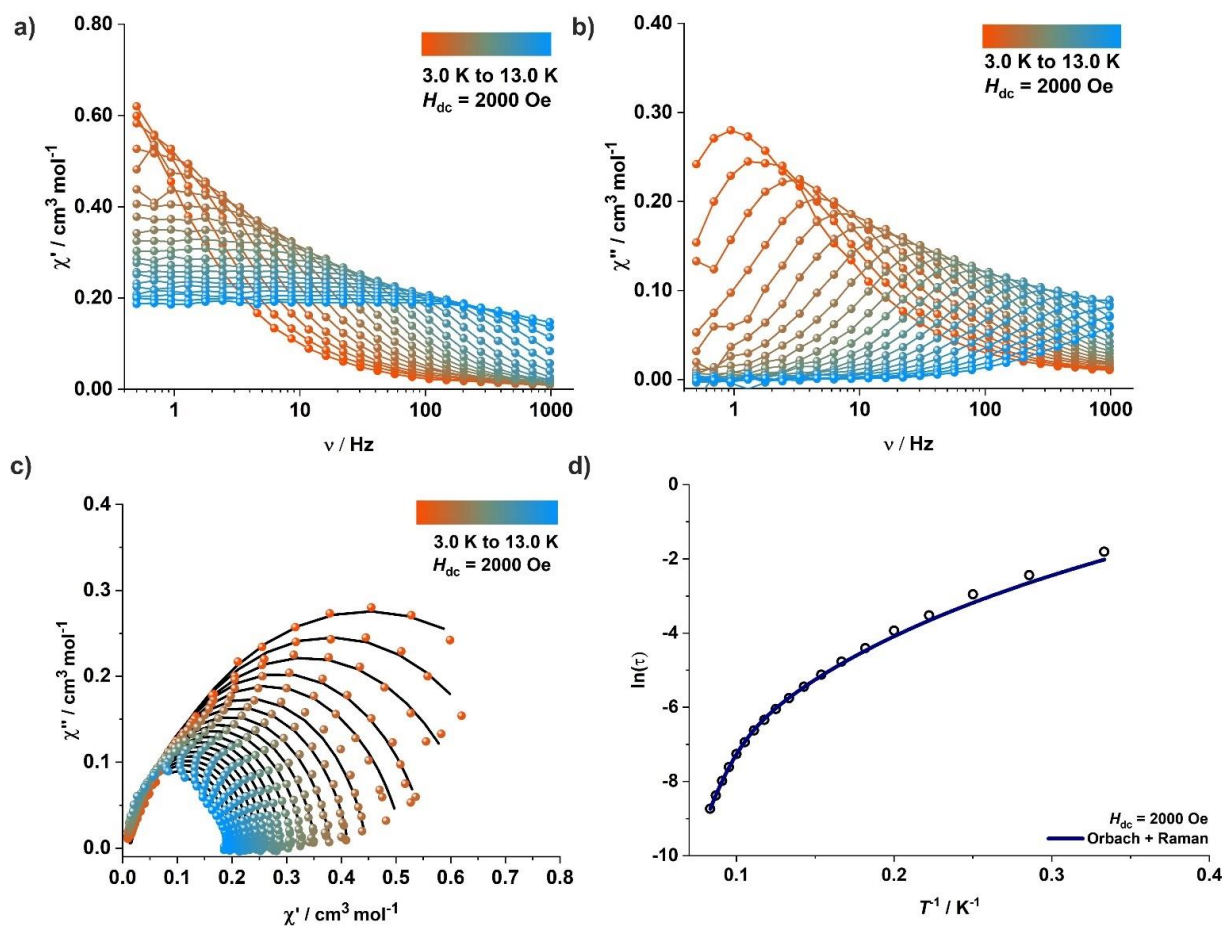 a)
0.80
0.60
0.40
0.20
0.00
χ' / cm³ mol⁻¹
3.0 K to 13.0 K
H_dc = 2000 Oe
1 10 100 1000
ν / Hz
b)
0.40
0.30
0.20
0.10
0.00
χ'' / cm³ mol⁻¹
3.0 K to 13.0 K
H_dc = 2000 Oe
1 10 100 1000
ν / Hz
c)
0.4
0.3
0.2
0.1
0.0
χ'' / cm³ mol⁻¹
3.0 K to 13.0 K
H_dc = 2000 Oe
0.0 0.1 0.2 0.3 0.4 0.5 0.6 0.7 0.8
χ' / cm³ mol⁻¹
d)
0
-2
-4
-6
-8
-10
ln(τ)
H_dc = 2000 Oe
Orbach + Raman
0.1 0.2 0.3 0.4
T⁻¹ / K⁻¹